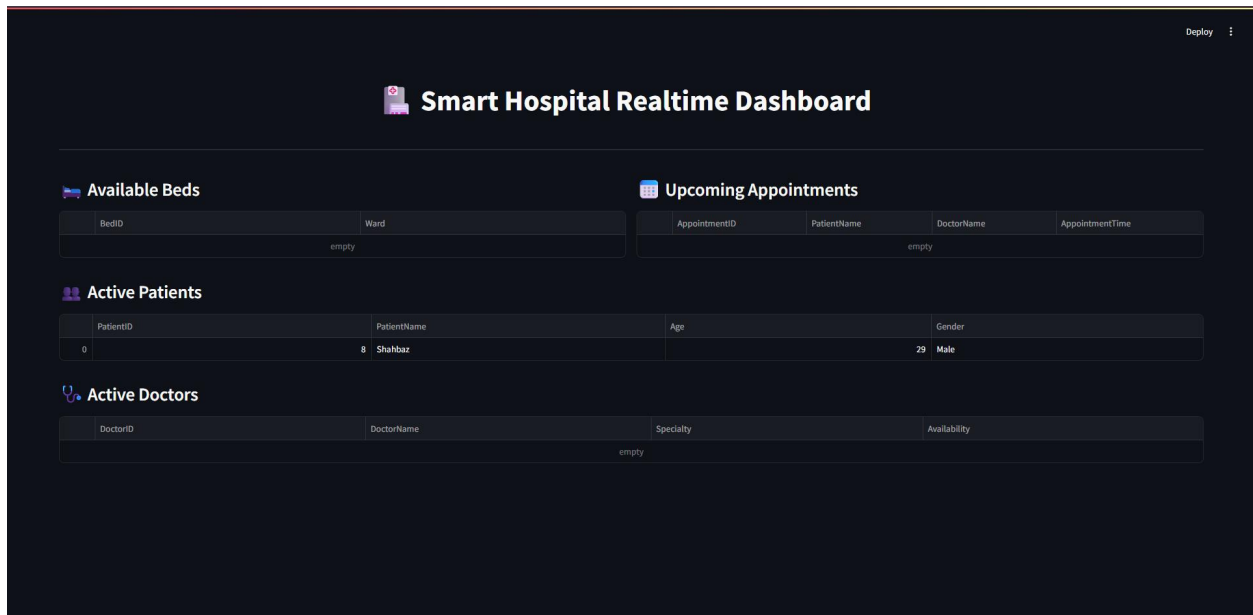 Deploy
Smart Hospital Realtime Dashboard
Available Beds
BedID Ward
empty
Upcoming Appointments
AppointmentID PatientName DoctorName AppointmentTime
empty
Active Patients
PatientID PatientName Age Gender
0 8 Shahbaz 29 Male
Active Doctors
DoctorID DoctorName Specialty Availability
empty